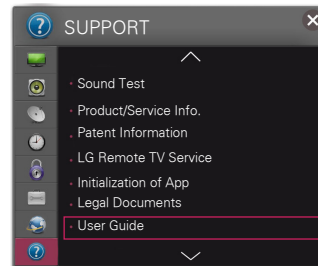 SUPPORT
Sound Test
Product/Service Info.
Patent Information
LG Remote TV Service
Initialization of App
Legal Documents
User Guide